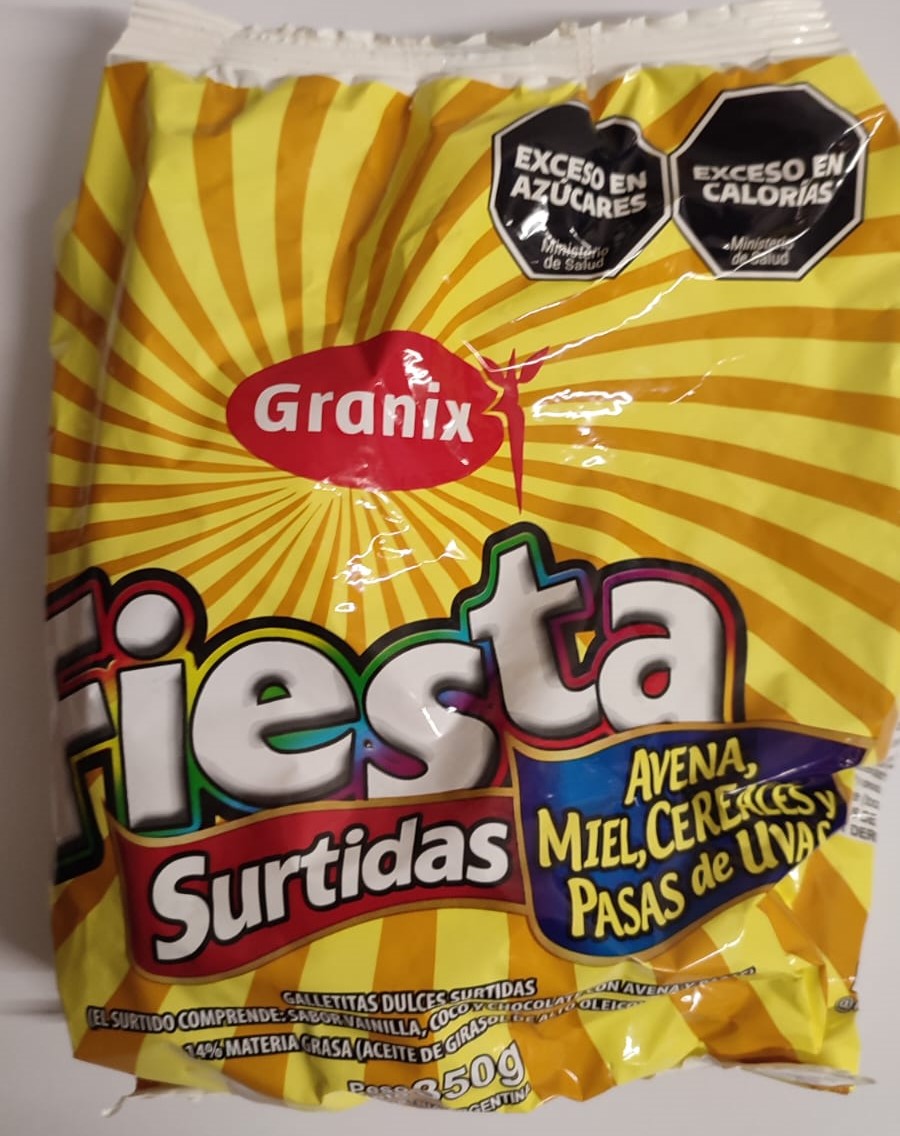 EXCESO EN
AZÚCARES
Ministerio
de Salud
EXCESO EN
CALORÍAS
Ministerio
de Salud
Granix
Fiesta
Surtidas
AVENA,
MIEL, CEREALES y
PASAS de UVAS
GALLETITAS DULCES SURTIDAS
(EL SURTIDO COMPRENDE: SABOR VAINILLA, COCO Y CHOCOLATE CON AVENA Y
14% MATERIA GRASA (ACEITE DE GIRASOL DE ALTO OLEICO
Peso 350g